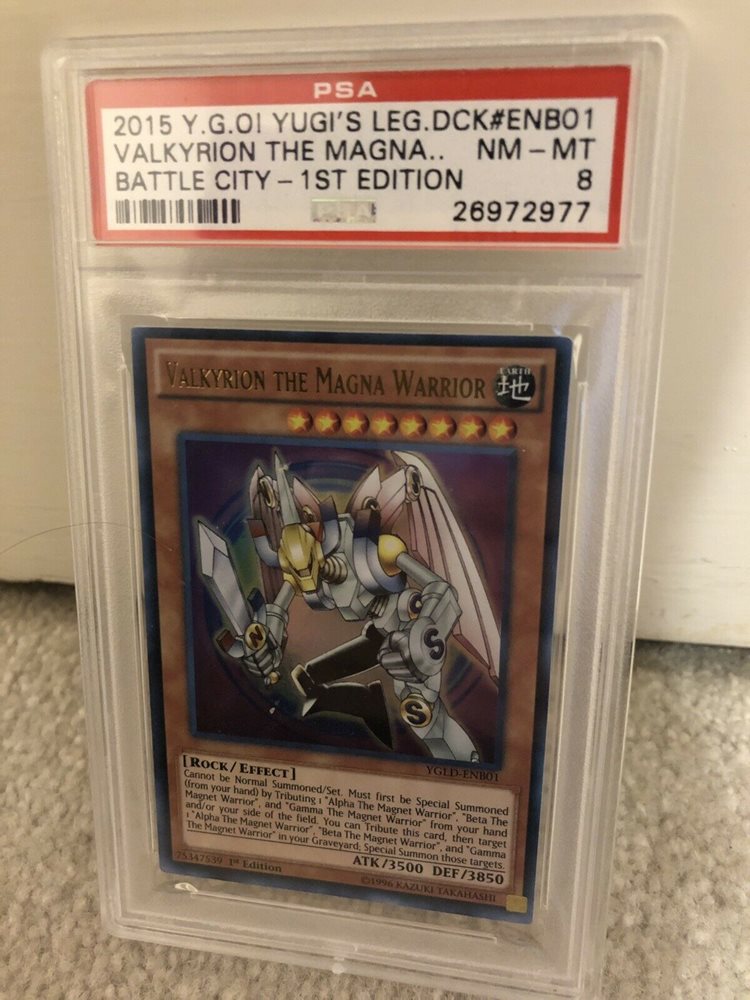 PSA
2015 Y.G.O! YUGI'S LEG.DCK#ENB01
VALKYRION THE MAGNA.. NM - MT
BATTLE CITY - 1ST EDITION 8
26972977
VALKYRION THE MAGNA WARRIOR
EARTH
地
N
S
S
YGLD-ENB01
[ROCK/EFFECT]
Cannot be Normal Summoned/Set. Must first be Special Summoned
(from your hand) by Tributing 1 "Alpha The Magnet Warrior", "Beta The
Magnet Warrior", and "Gamma The Magnet Warrior" from your hand
and/or your side of the field. You can Tribute this card, then target
1 "Alpha The Magnet Warrior", "Beta The Magnet Warrior", and "Gamma
The Magnet Warrior" in your Graveyard; Special Summon those targets.
ATK/3500 DEF/3850
75347539 1st Edition
©1996 KAZUKI TAKAHASHI